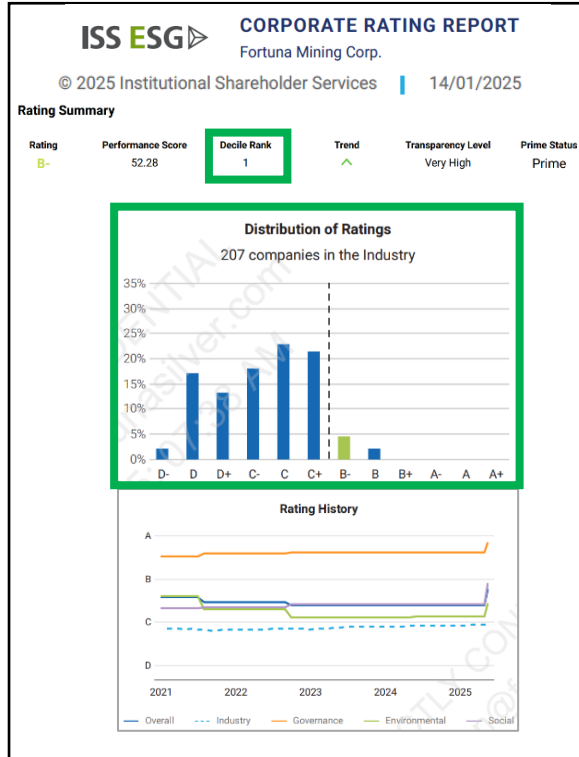 ISS ESG
CORPORATE RATING REPORT
Fortuna Mining Corp.
© 2025 Institutional Shareholder Services | 14/01/2025
Rating Summary
Rating Performance Score Decile Rank Trend Transparency Level Prime Status
B- 52.28 1 Very High Prime
Distribution of Ratings
207 companies in the Industry
35%
30%
25%
20%
15%
10%
5%
0%
D- D D+ C- C C+ B- B B+ A- A A+
Rating History
A
B
C
D
2021 2022 2023 2024 2025
Overall Industry Governance Environmental Social